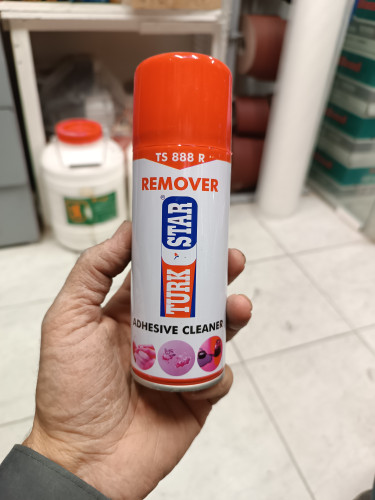 TS 888 R
REMOVER
TURK STAR
®
ADHESIVE CLEANER